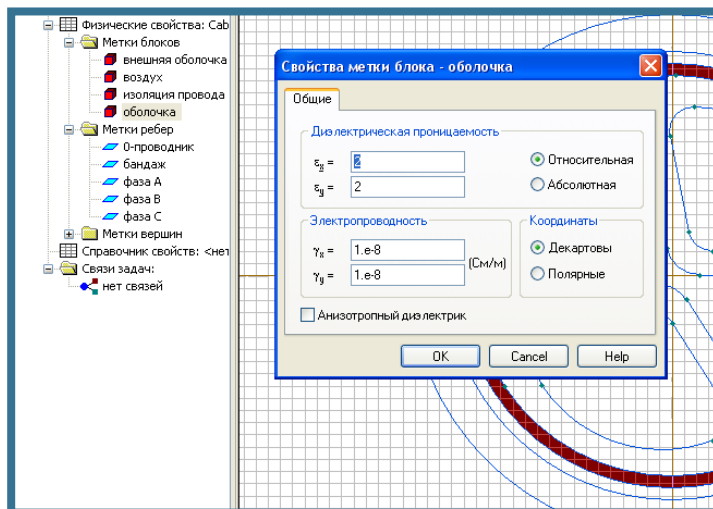 Физические свойства: Cab
Метки блоков
внешняя оболочка
воздух
изоляция провода
оболочка
Метки ребер
0-проводник
бандаж
фаза A
фаза B
фаза C
Метки вершин
Справочник свойств: <нет
Связи задач:
нет связей
Свойства метки блока - оболочка
Общие
Диэлектрическая проницаемость
εx = 2
εy = 2
Относительная
Абсолютная
Электропроводность
γx = 1.e-8
γy = 1.e-8
(См/м)
Координаты
Декартовы
Полярные
Анизотропный диэлектрик
OK Cancel Help